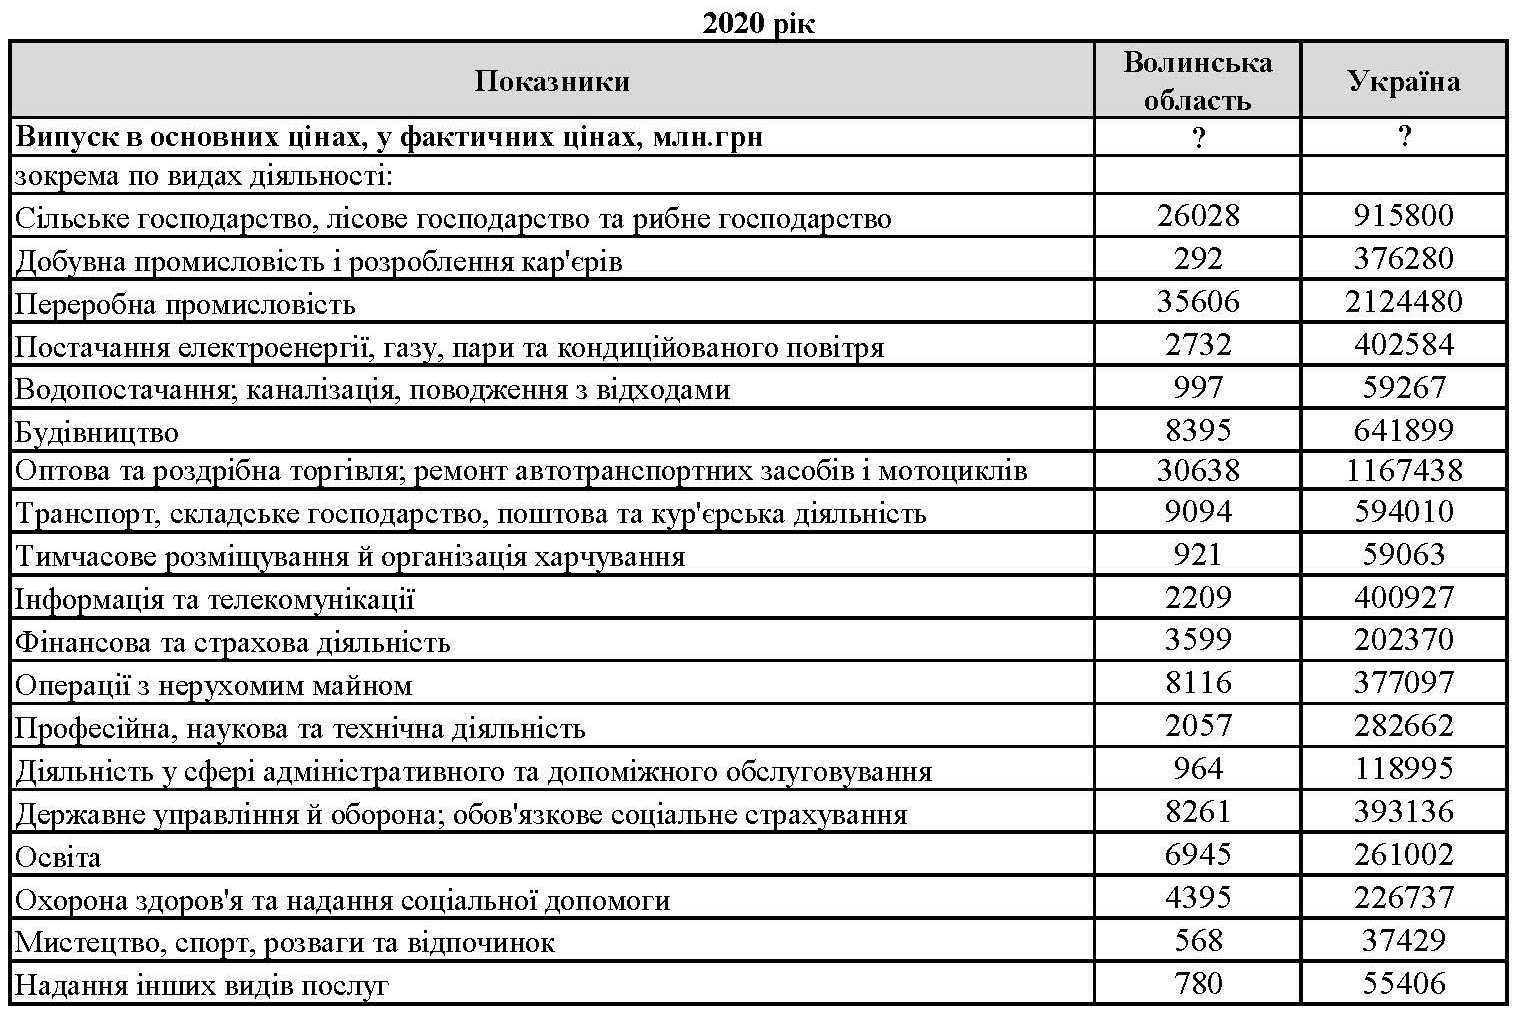 2020 рік
Показники Волинська область Україна
Випуск в основних цінах, у фактичних цінах, млн.грн ? ?
зокрема по видах діяльності:
Сільське господарство, лісове господарство та рибне господарство 26028 915800
Добувна промисловість і розроблення кар'єрів 292 376280
Переробна промисловість 35606 2124480
Постачання електроенергії, газу, пари та кондиційованого повітря 2732 402584
Водопостачання; каналізація, поводження з відходами 997 59267
Будівництво 8395 641899
Оптова та роздрібна торгівля; ремонт автотранспортних засобів і мотоциклів 30638 1167438
Транспорт, складське господарство, поштова та кур'єрська діяльність 9094 594010
Тимчасове розміщування й організація харчування 921 59063
Інформація та телекомунікації 2209 400927
Фінансова та страхова діяльність 3599 202370
Операції з нерухомим майном 8116 377097
Професійна, наукова та технічна діяльність 2057 282662
Діяльність у сфері адміністративного та допоміжного обслуговування 964 118995
Державне управління й оборона; обов'язкове соціальне страхування 8261 393136
Освіта 6945 261002
Охорона здоров'я та надання соціальної допомоги 4395 226737
Мистецтво, спорт, розваги та відпочинок 568 37429
Надання інших видів послуг 780 55406